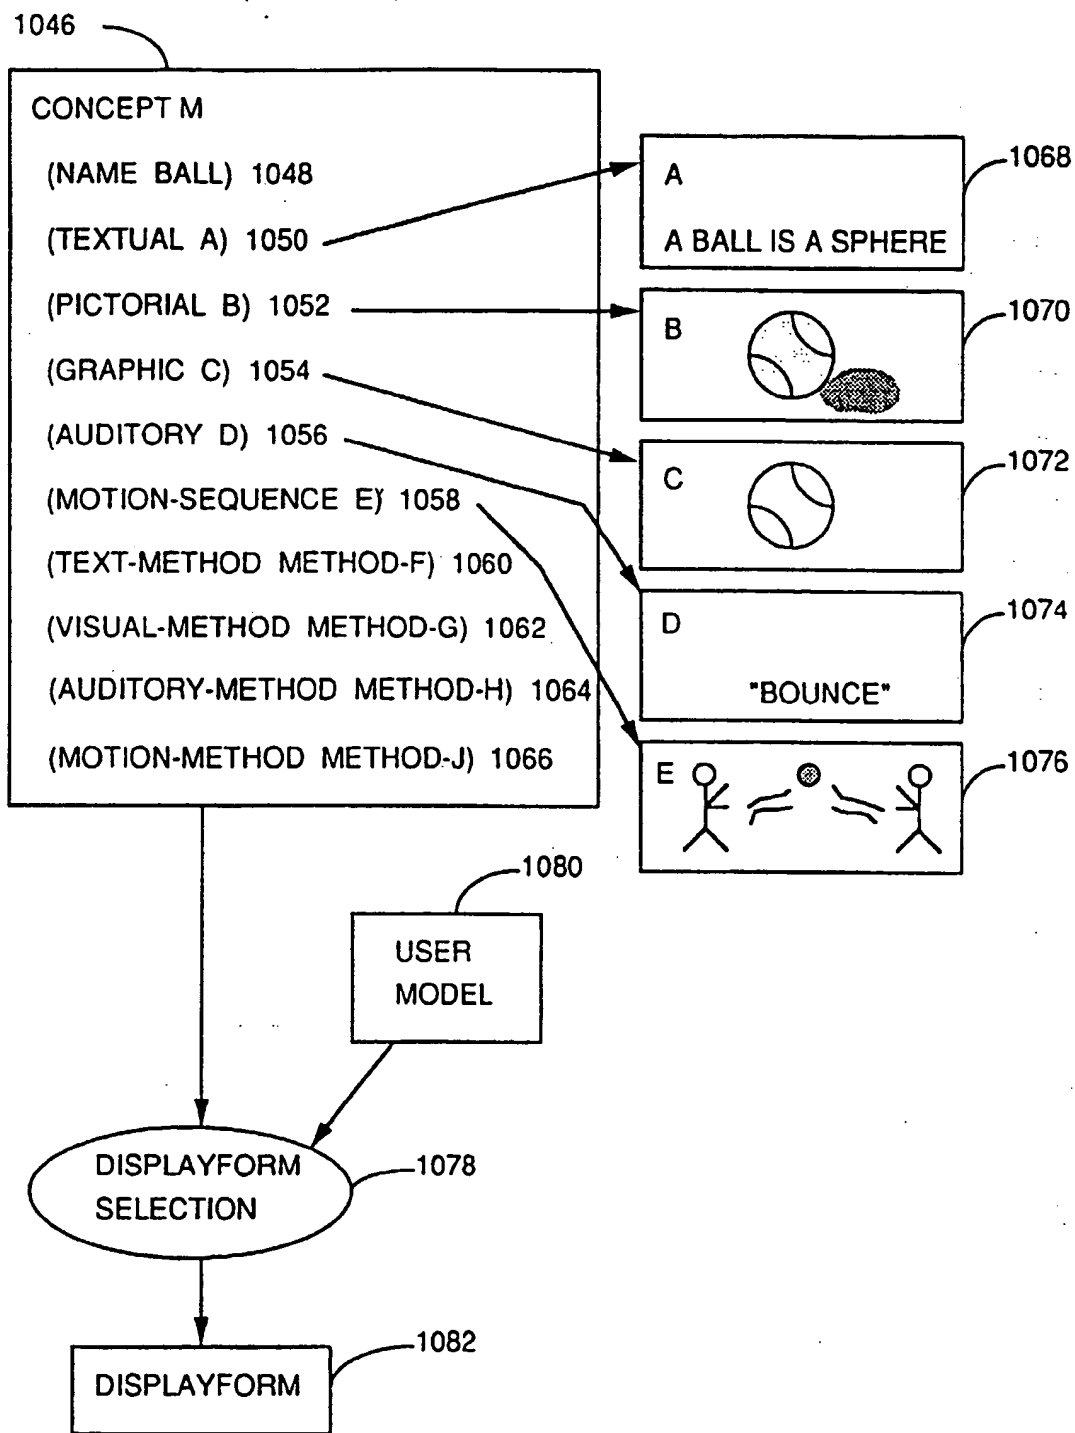 1046
CONCEPT M
(NAME BALL) 1048
(TEXTUAL A) 1050
(PICTORIAL B) 1052
(GRAPHIC C) 1054
(AUDITORY D) 1056
(MOTION-SEQUENCE E) 1058
(TEXT-METHOD METHOD-F) 1060
(VISUAL-METHOD METHOD-G) 1062
(AUDITORY-METHOD METHOD-H) 1064
(MOTION-METHOD METHOD-J) 1066
A
1068
A BALL IS A SPHERE
B
1070
C
1072
D
1074
"BOUNCE"
E
1076
1080
USER
MODEL
DISPLAYFORM
SELECTION
1078
1082
DISPLAYFORM